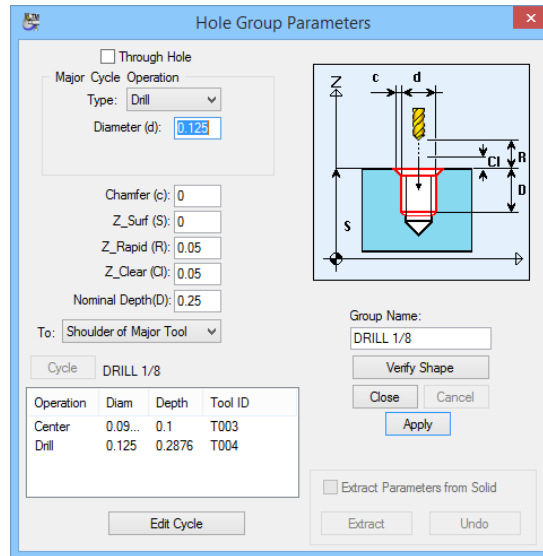 Hole Group Parameters
Through Hole
Major Cycle Operation
Type: Drill
Diameter (d): 0.125
Chamfer (c): 0
Z_Surf (S): 0
Z_Rapid (R): 0.05
Z_Clear (Cl): 0.05
Nominal Depth(D): 0.25
To: Shoulder of Major Tool
Cycle DRILL 1/8
Operation Diam Depth Tool ID
Center 0.09... 0.1 T003
Drill 0.125 0.2876 T004
Edit Cycle
Z c d
R
Cl
D
S
Group Name:
DRILL 1/8
Verify Shape
Close Cancel
Apply
Extract Parameters from Solid
Extract Undo